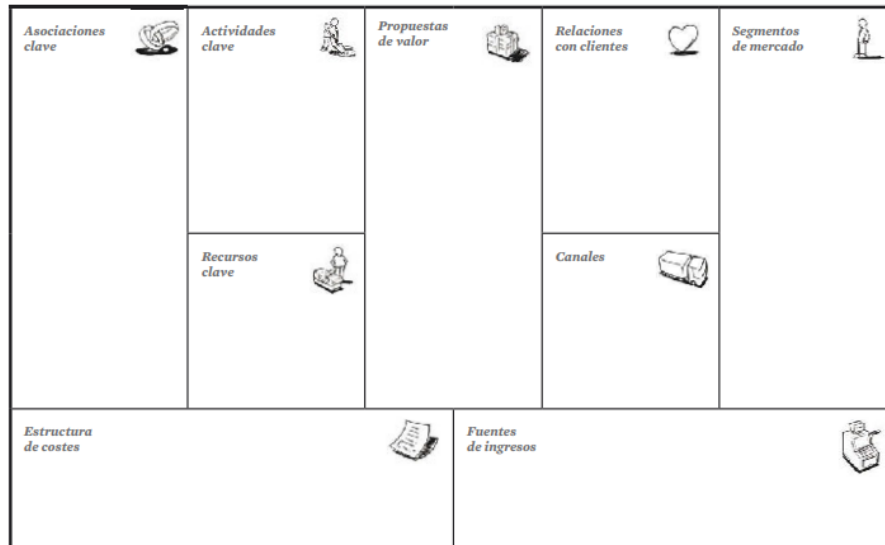 Asociaciones
clave
Actividades
clave
Propuestas
de valor
Relaciones
con clientes
Segmentos
de mercado
Recursos
clave
Canales
Estructura
de costes
Fuentes
de ingresos